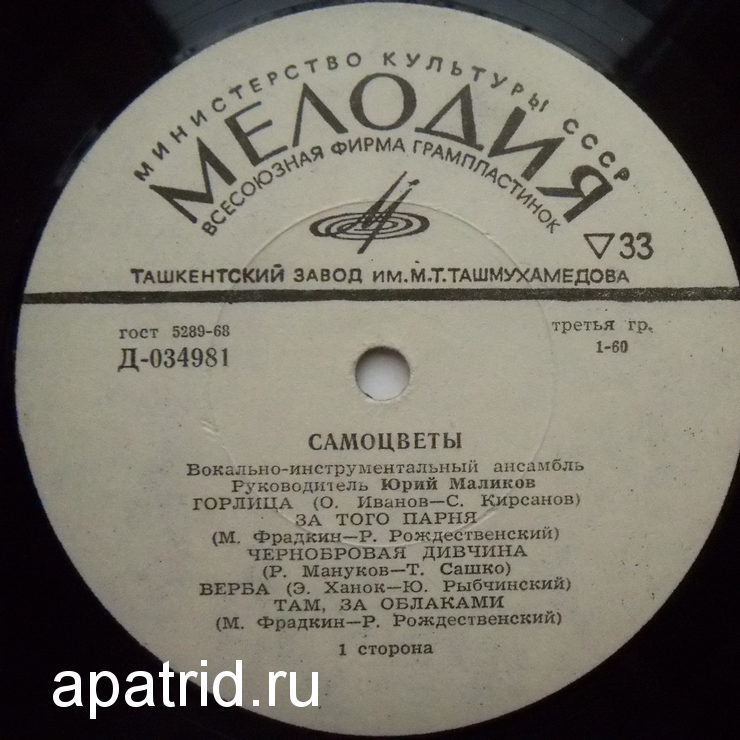 МИНИСТЕРСТВО КУЛЬТУРЫ СССР
МЕЛОДИЯ
ВСЕСОЮЗНАЯ ФИРМА ГРАМПЛАСТИНОК
▽33
ТАШКЕНТСКИЙ ЗАВОД ИМ.М.Т.ТАШМУХАМЕДОВА
гост 5289-68
третья гр.
Д-034981
1-60
САМОЦВЕТЫ
Вокально-инструментальный ансамбль
Руководитель Юрий Маликов
ГОРЛИЦА (О. Иванов—С. Кирсанов)
ЗА ТОГО ПАРНЯ
(М. Фрадкин—Р. Рождественский)
ЧЕРНОБРОВАЯ ДИВЧИНА
(Р. Мануков—Т. Сашко)
ВЕРБА (Э. Ханок—Ю. Рыбчинский)
ТАМ, ЗА ОБЛАКАМИ
(М. Фрадкин—Р. Рождественский)
1 сторона
apatrid.ru